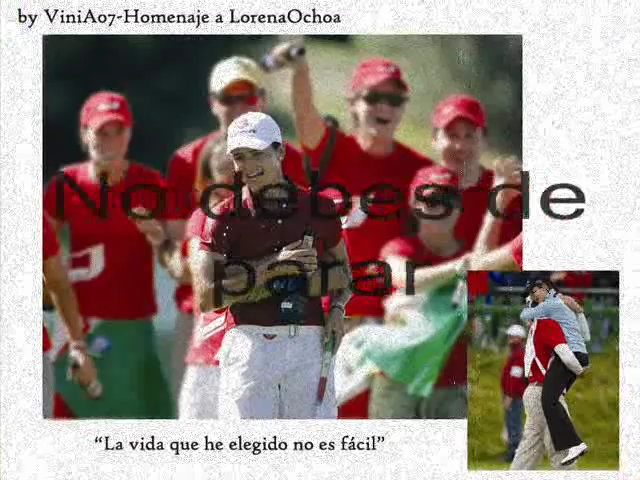 by ViniA07-Homenaje a LorenaOchoa
No debes de
parar
“La vida que he elegido no es fácil”